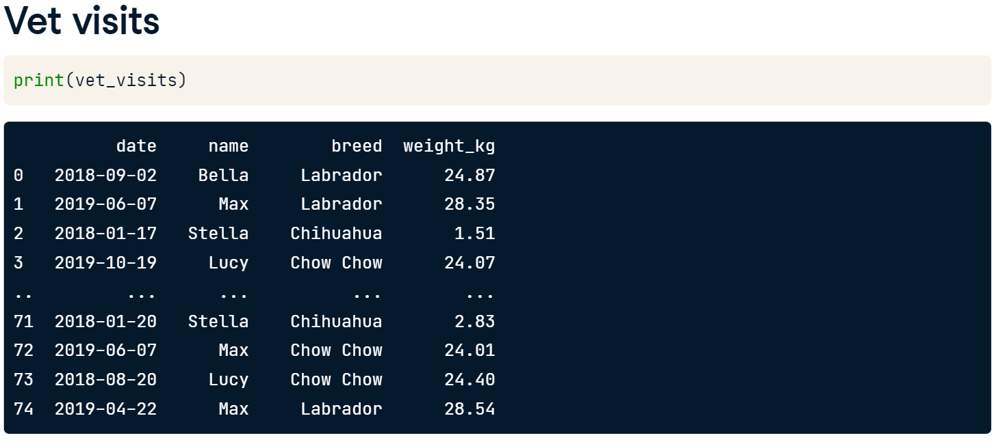 Vet visits
print(vet_visits)
date name breed weight_kg
0 2018-09-02 Bella Labrador 24.87
1 2019-06-07 Max Labrador 28.35
2 2018-01-17 Stella Chihuahua 1.51
3 2019-10-19 Lucy Chow Chow 24.07
.. ... ... ... ...
71 2018-01-20 Stella Chihuahua 2.83
72 2019-06-07 Max Chow Chow 24.01
73 2018-08-20 Lucy Chow Chow 24.40
74 2019-04-22 Max Labrador 28.54